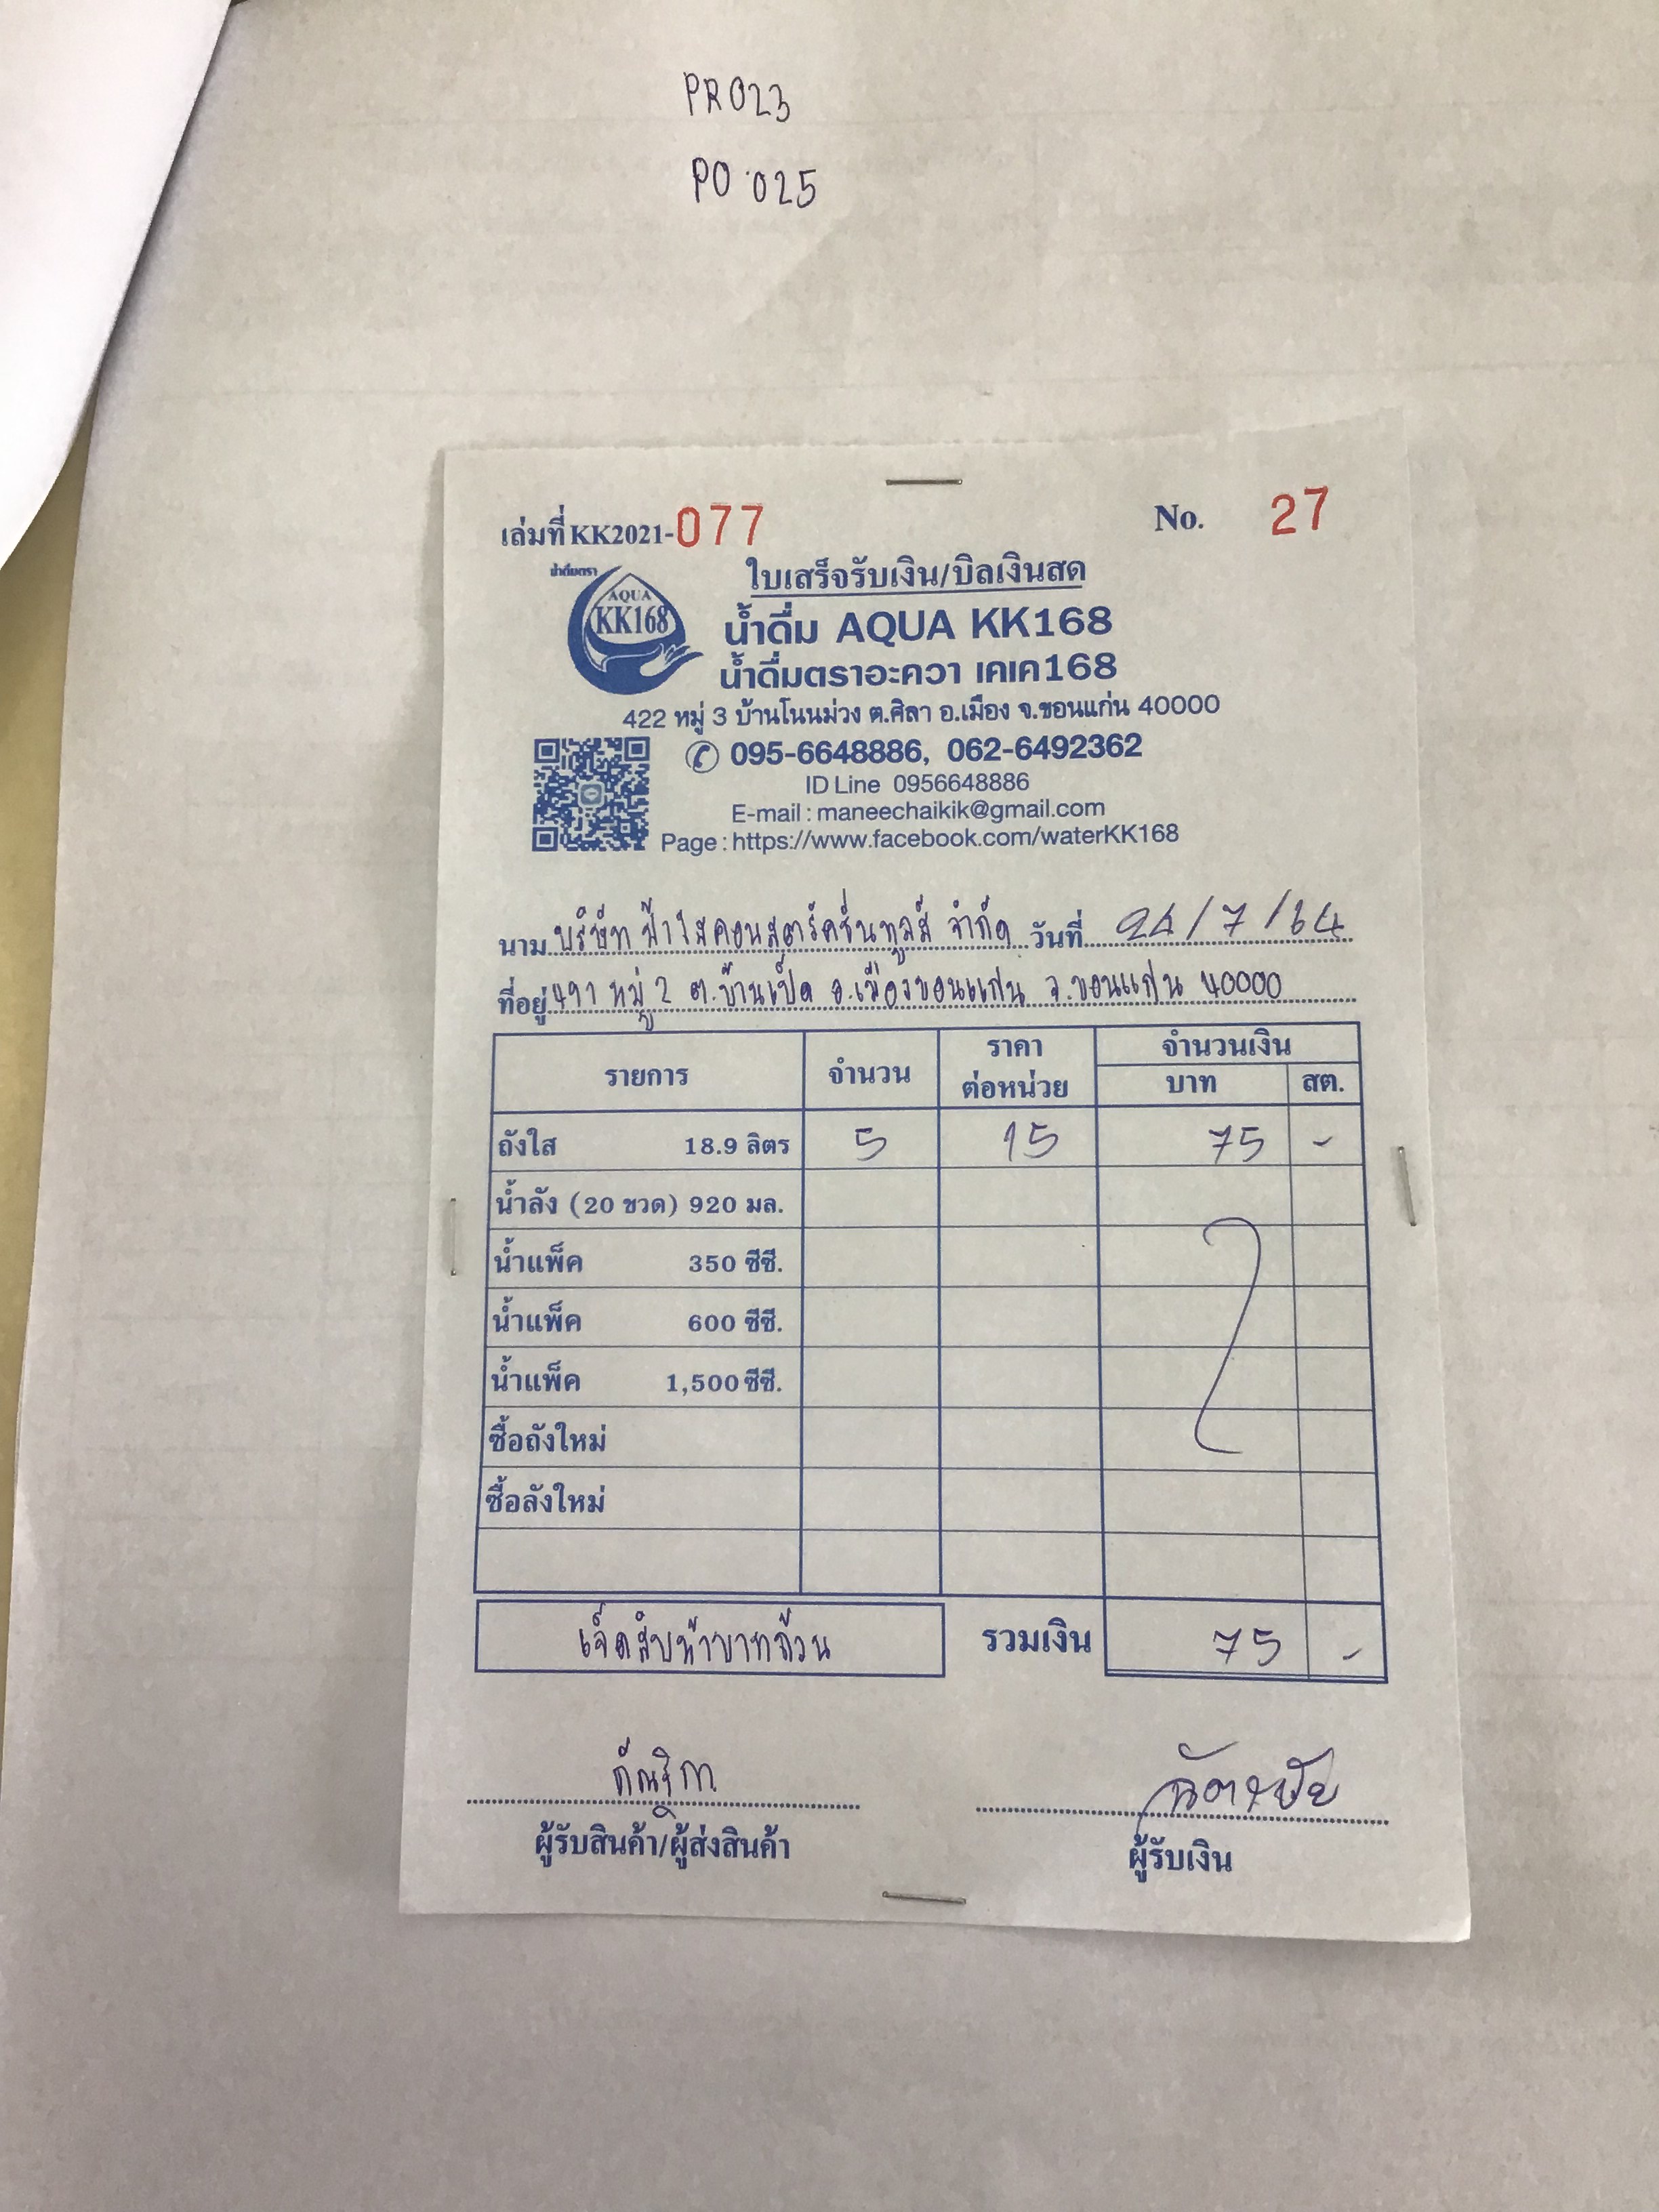 PR023
PO 025
เล่มที่ KK2021-077
No. 27
ใบเสร็จรับเงิน/บิลเงินสด
น้ำดื่มตรา
AQUA
KK168
น้ำดื่ม AQUA KK168
น้ำดื่มตราอะควา เคเค168
422 หมู่ 3 บ้านโนนม่วง ต.ศิลา อ.เมือง จ.ขอนแก่น 40000
095-6648886, 062-6492362
ID Line 0956648886
E-mail : maneechaikik@gmail.com
Page : https://www.facebook.com/waterKK168
นาม บริษัท ฟ้าใสคอนสตรัคชั่นทูลส์ จำกัด วันที่ 24/7/64
ที่อยู่ 499 หมู่ 2 ต.บ้านเป็ด อ.เมืองขอนแก่น จ.ขอนแก่น 40000
รายการ จำนวน ราคาต่อหน่วย จำนวนเงิน
บาท สต.
ถังใส 18.9 ลิตร 5 15 75 -
น้ำลัง (20 ขวด) 920 มล.
น้ำแพ็ค 350 ซีซี.
น้ำแพ็ค 600 ซีซี.
น้ำแพ็ค 1,500 ซีซี.
ซื้อถังใหม่
ซื้อลังใหม่
เจ็ดสิบห้าบาทถ้วน รวมเงิน 75 -
ผู้รับสินค้า/ผู้ส่งสินค้า ผู้รับเงิน